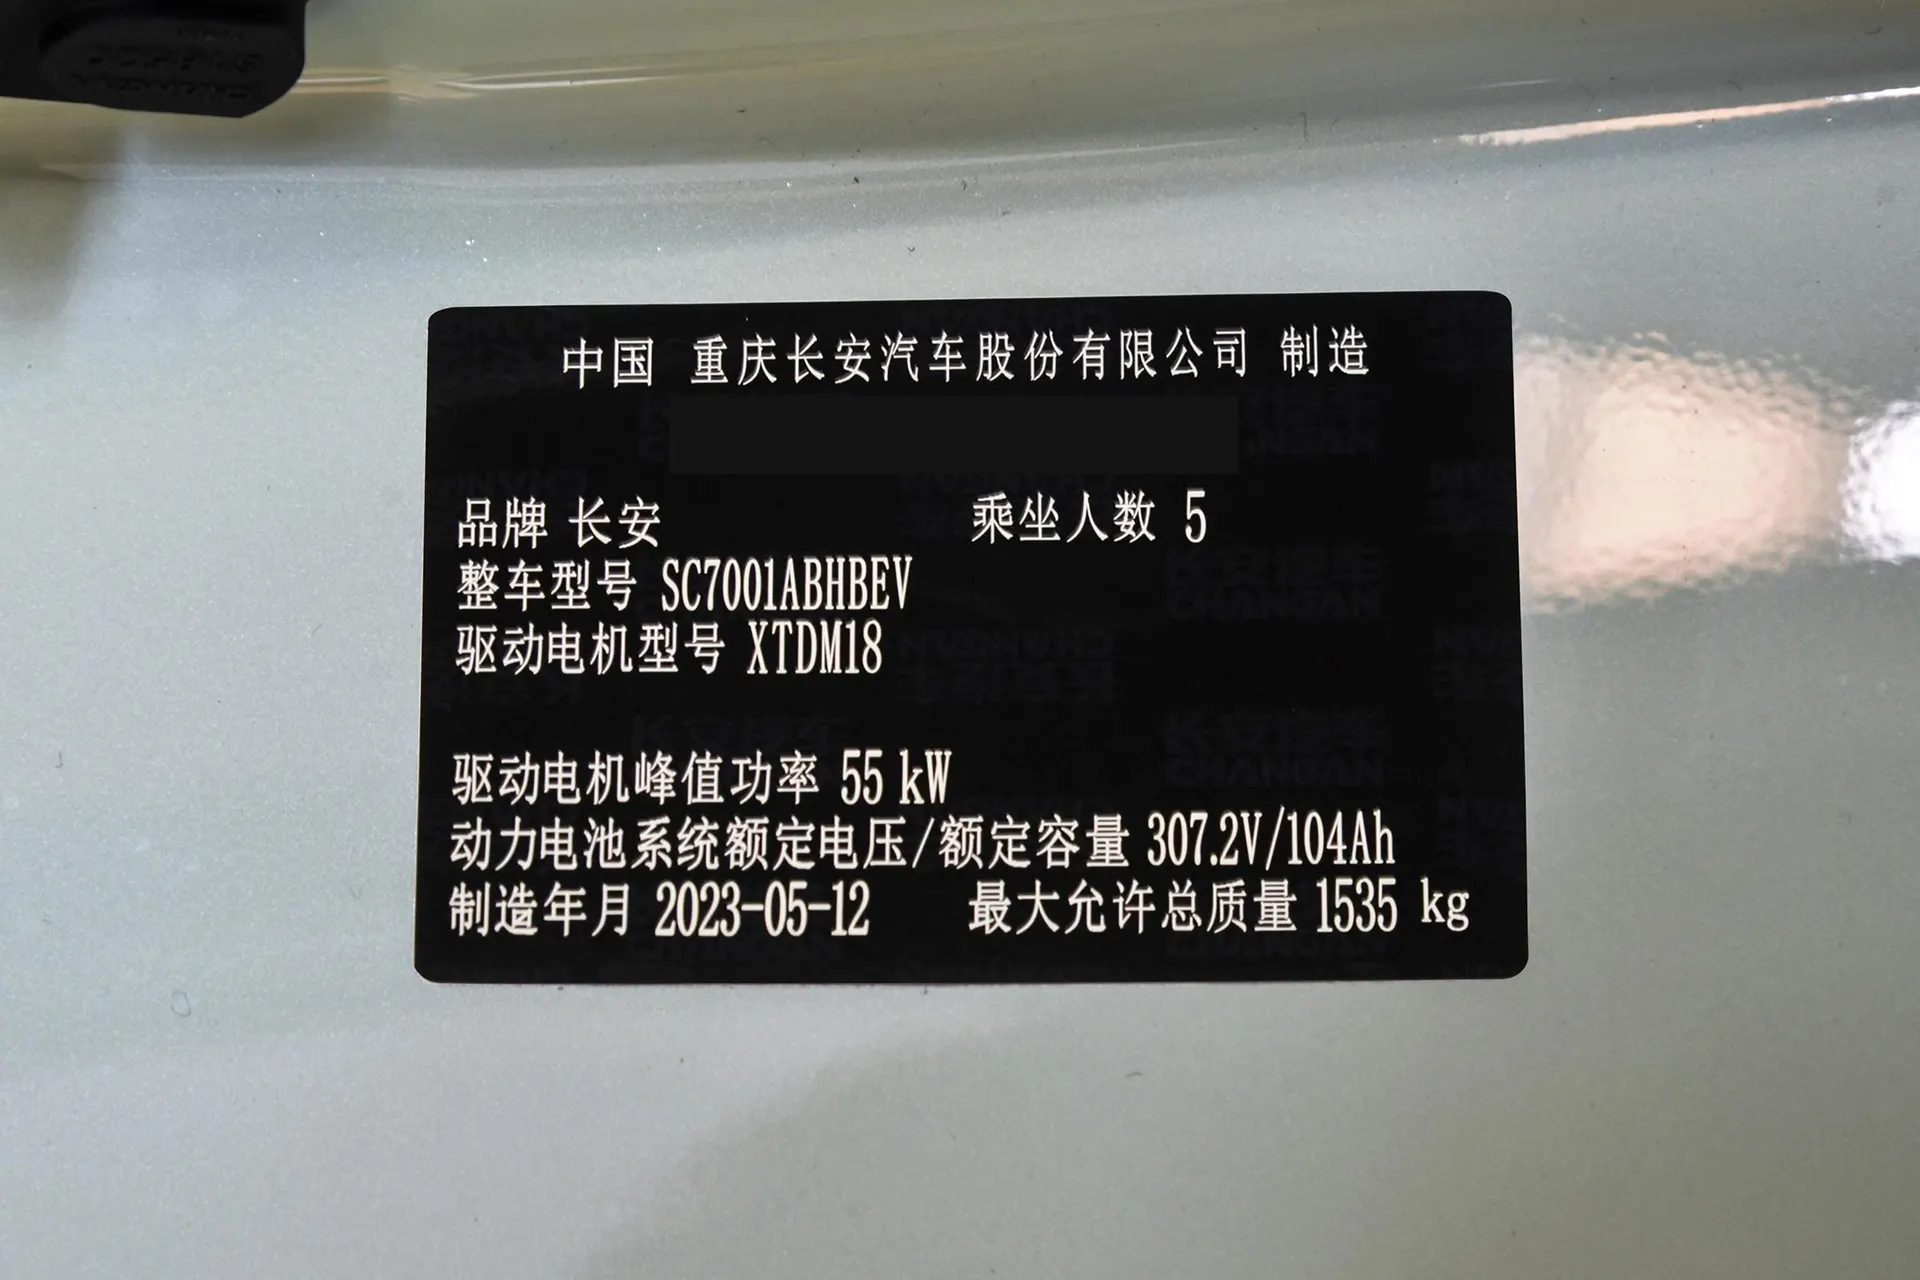 中国 重庆长安汽车股份有限公司 制造
品牌 长安 乘坐人数 5
整车型号 SC7001ABHBEV
驱动电机型号 XTDM18
驱动电机峰值功率 55 kW
动力电池系统额定电压/额定容量 307.2V/104Ah
制造年月 2023-05-12 最大允许总质量 1535 kg